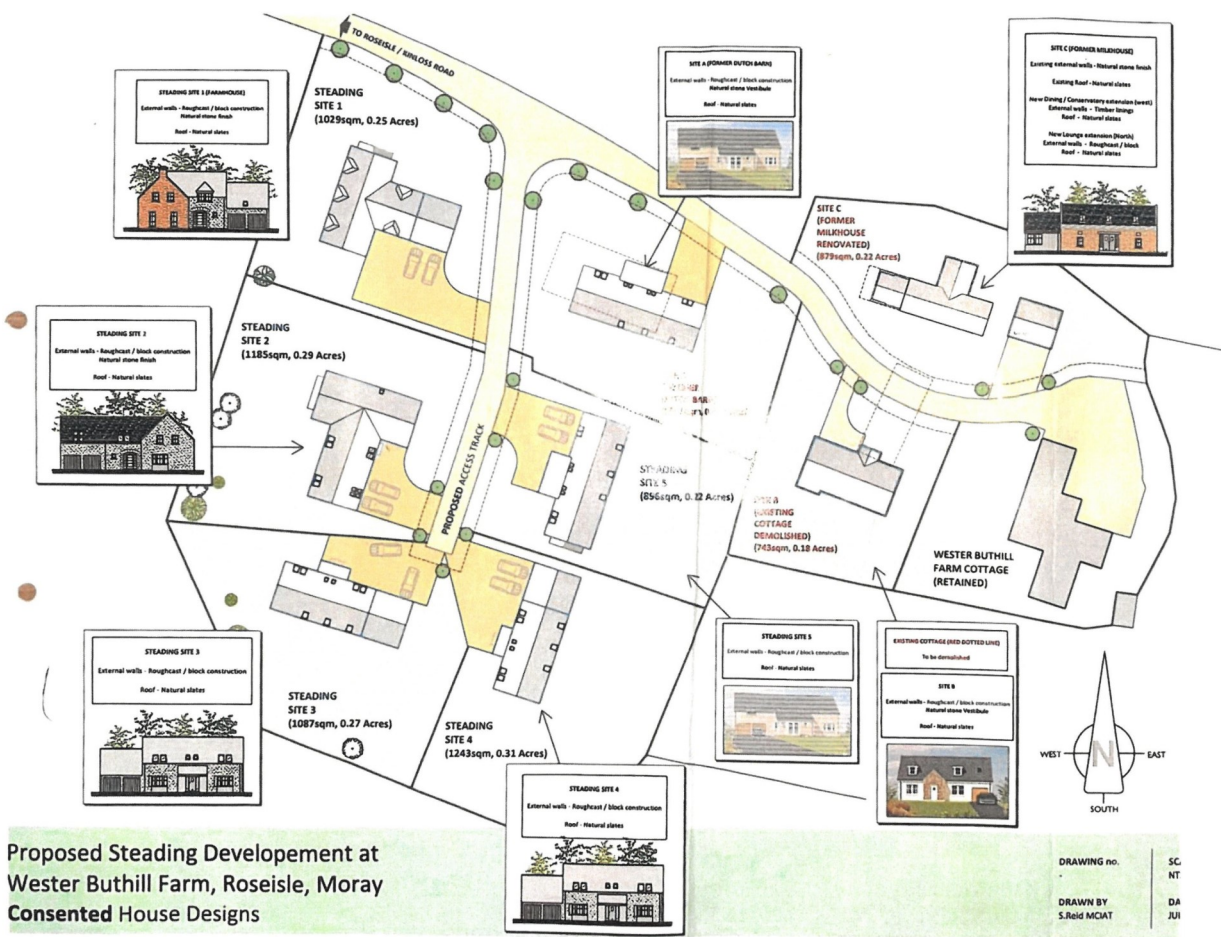 TO ROSEISLE / KINLOSS ROAD
STEADING
SITE 1
(1029sqm, 0.25 Acres)
STEADING SITE 1 (FARMHOUSE)
External walls - Roughcast / block construction
Natural stone finish
Roof - Natural slates
SITE A (FORMER DUTCH BARN)
External walls - Roughcast / block construction
Natural stone Vestibule
Roof - Natural slates
SITE C (FORMER MILKHOUSE)
Existing external walls - Natural stone finish
Existing Roof - Natural slates
New Dining / Conservatory extension (west)
External walls - Timber linings
Roof - Natural slates
New Lounge extension (North)
External walls - Roughcast / block
Roof - Natural slates
SITE C
(FORMER
MILKHOUSE
RENOVATED)
(879sqm, 0.22 Acres)
STEADING
SITE 2
(1185sqm, 0.29 Acres)
STEADING SITE 2
External walls - Roughcast / block construction
Natural stone finish
Roof - Natural slates
PROPOSED ACCESS TRACK
STEADING
SITE 5
(896sqm, 0.22 Acres)
SITE B
(EXISTING
COTTAGE
DEMOLISHED)
(743sqm, 0.18 Acres)
WESTER BUTHILL
FARM COTTAGE
(RETAINED)
STEADING SITE 3
External walls - Roughcast / block construction
Roof - Natural slates
STEADING
SITE 3
(1087sqm, 0.27 Acres)
STEADING
SITE 4
(1243sqm, 0.31 Acres)
STEADING SITE 5
External walls - Roughcast / block construction
Roof - Natural slates
EXISTING COTTAGE (RED DOTTED LINE)
To be demolished
SITE B
External walls - Roughcast / block construction
Natural stone Vestibule
Roof - Natural slates
STEADING SITE 4
External walls - Roughcast / block construction
Roof - Natural slates
WEST
N
EAST
SOUTH
Proposed Steading Developement at
Wester Buthill Farm, Roseisle, Moray
Consented House Designs
DRAWING no.
-
DRAWN BY
S.Reid MCIAT